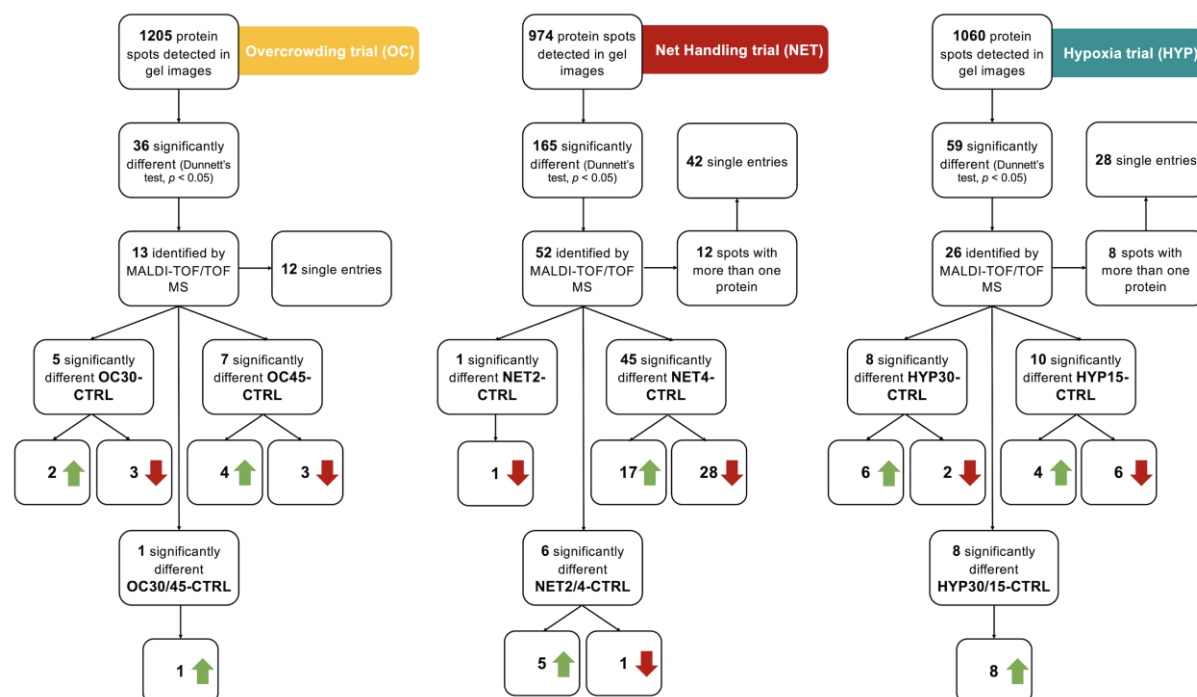 1205 protein
spots detected in
gel images
Overcrowding trial (OC)
36 significantly
different (Dunnett's
test, p < 0.05)
13 identified by
MALDI-TOF/TOF
MS
12 single entries
5 significantly
different OC30-
CTRL
7 significantly
different OC45-
CTRL
2
3
4
3
1 significantly
different
OC30/45-CTRL
1
974 protein spots
detected in gel
images
Net Handling trial (NET)
165 significantly
different (Dunnett's
test, p < 0.05)
42 single entries
52 identified by
MALDI-TOF/TOF
MS
12 spots with
more than one
protein
1 significantly
different NET2-
CTRL
45 significantly
different NET4-
CTRL
1
17
28
6 significantly
different
NET2/4-CTRL
5
1
1060 protein
spots detected in
gel images
Hypoxia trial (HYP)
59 significantly
different (Dunnett's
test, p < 0.05)
28 single entries
26 identified by
MALDI-TOF/TOF
MS
8 spots with
more than one
protein
8 significantly
different HYP30-
CTRL
10 significantly
different HYP15-
CTRL
6
2
4
6
8 significantly
different
HYP30/15-CTRL
8